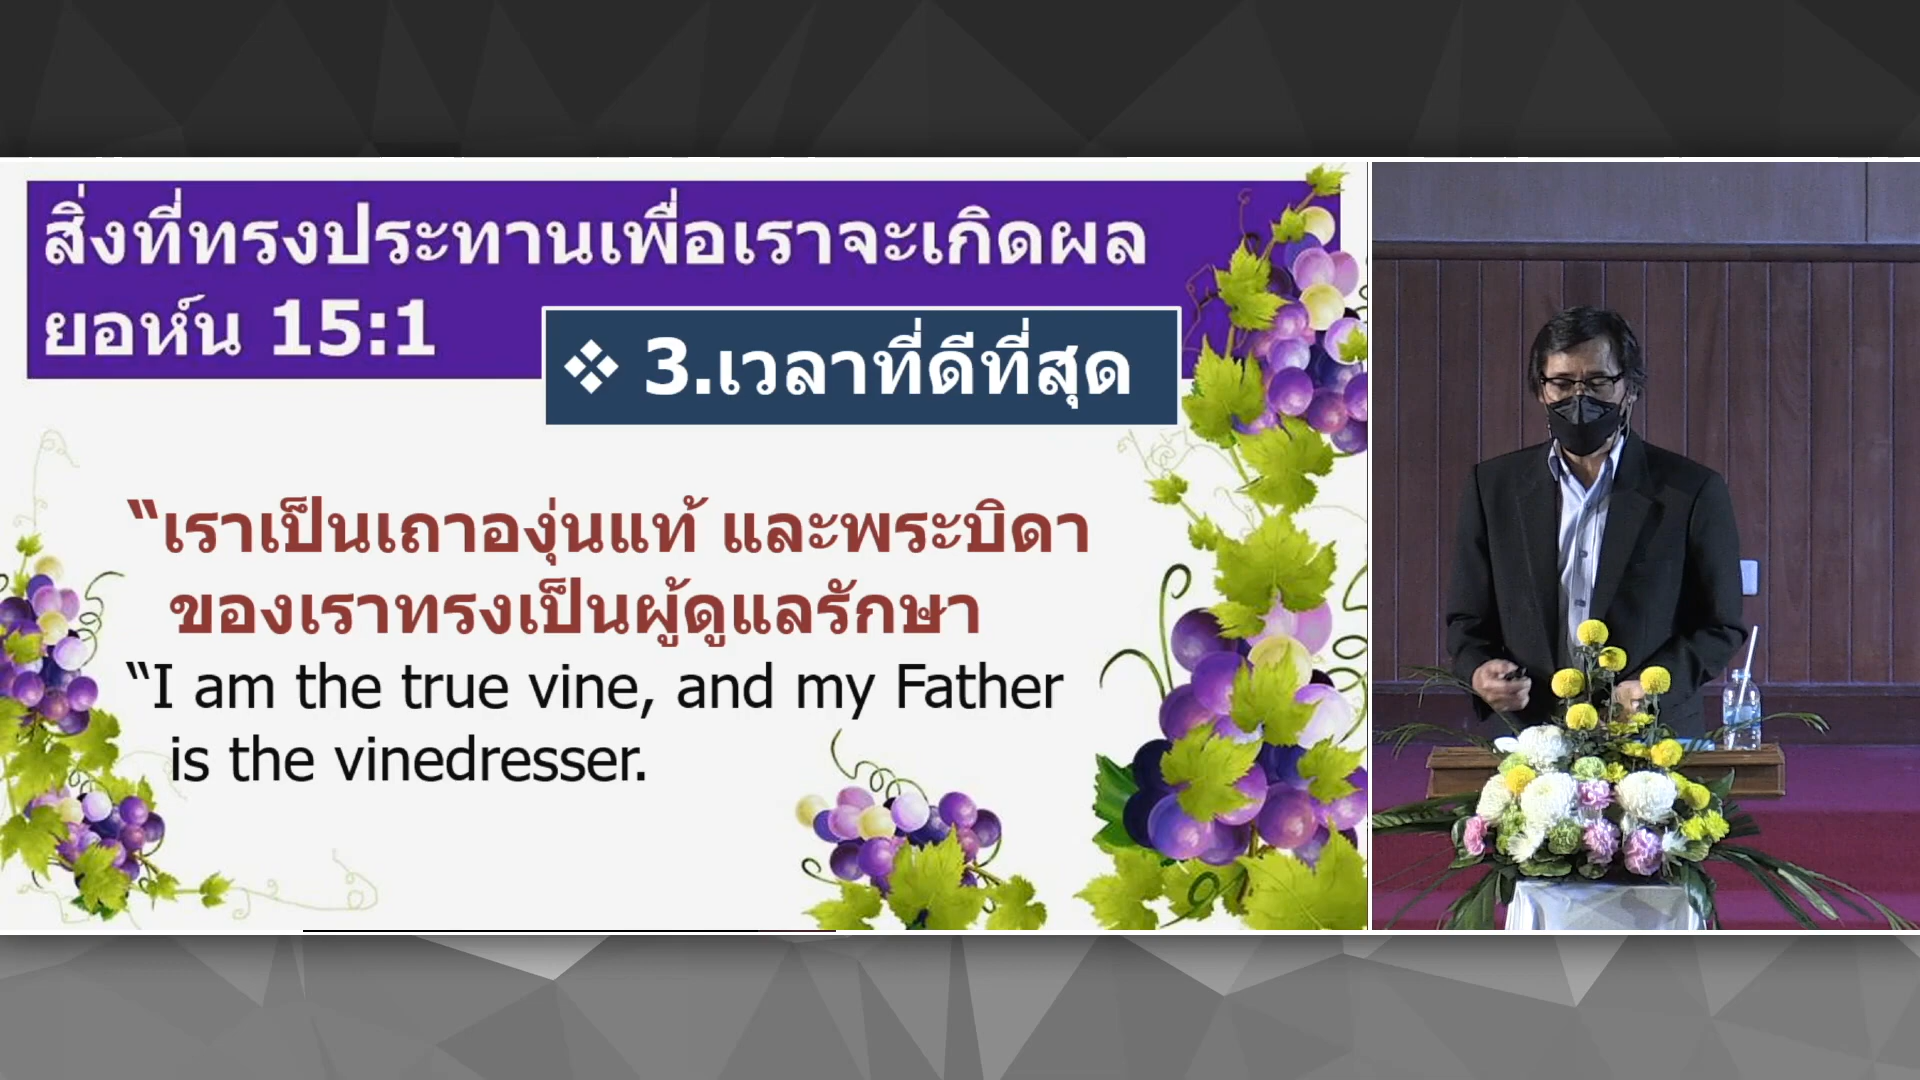 สิ่งที่ทรงประทานเพื่อเราจะเกิดผล
ยอห์น 15:1
❖ 3.เวลาที่ดีที่สุด
“เราเป็นเถาองุ่นแท้ และพระบิดา
ของเราทรงเป็นผู้ดูแลรักษา
“I am the true vine, and my Father
is the vinedresser.